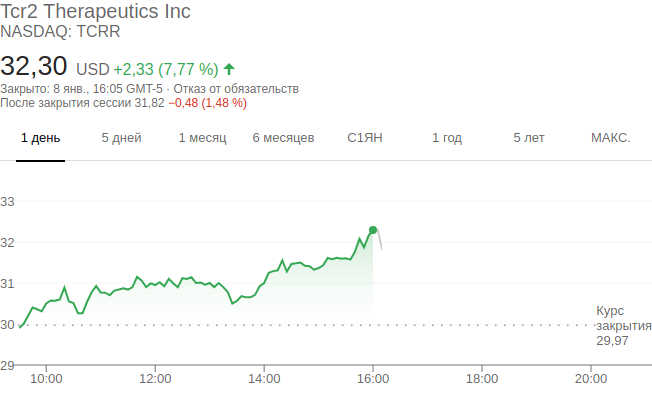 Tcr2 Therapeutics Inc
NASDAQ: TCRR
32,30 USD +2,33 (7,77 %)
Закрыто: 8 янв., 16:05 GMT-5 · Отказ от обязательств
После закрытия сессии 31,82 −0,48 (1,48 %)
1 день 5 дней 1 месяц 6 месяцев С1ЯН 1 год 5 лет МАКС.
33
32
31
30
29
Курс
закрытия
29,97
10:00 12:00 14:00 16:00 18:00 20:00